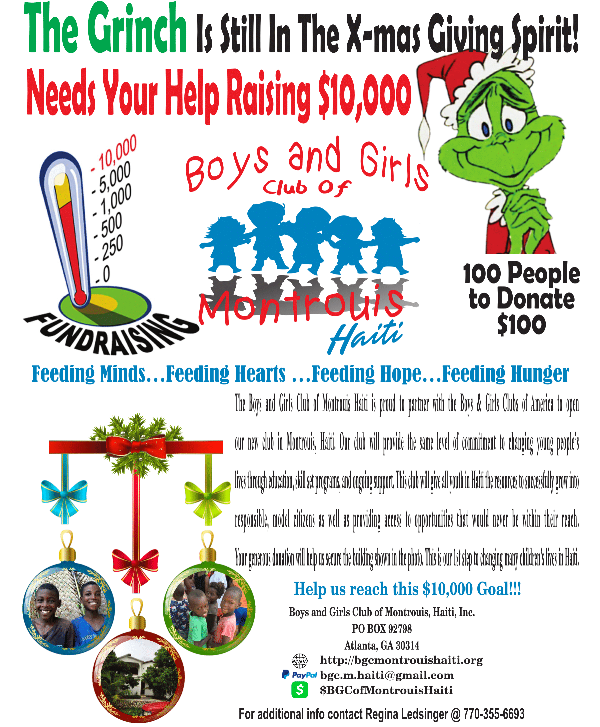 The Grinch Is Still In The X-mas Giving Spirit!
Needs Your Help Raising $10,000
- 10,000
- 5,000
- 1,000
- 500
- 250
- 0
FUNDRAISING
Boys and Girls
Club Of
Montrouis
Haiti
100 People
to Donate
$100
Feeding Minds...Feeding Hearts ...Feeding Hope...Feeding Hunger
The Boys and Girls Club of Montrouis Haiti is proud to partner with the Boys & Girls Clubs of America to open
our new club in Montrouis, Haiti. Our club will provide the same level of commitment to changing young people's
lives through education, skill set programs, and ongoing support. This club will give all youth in Haiti the resources to successfully grow into
responsible, model citizens as well as providing access to opportunities that would never be within their reach.
Your generous donation will help us secure the building shown in the photo. This is our 1st step to changing many children's lives in Haiti.
Help us reach this $10,000 Goal!!!
Boys and Girls Club of Montrouis, Haiti, Inc.
PO BOX 92798
Atlanta, GA 30314
http://bgcmontrouishaiti.org
PayPal bgc.m.haiti@gmail.com
$ $BGCofMontrouisHaiti
For additional info contact Regina Ledsinger @ 770-355-6693